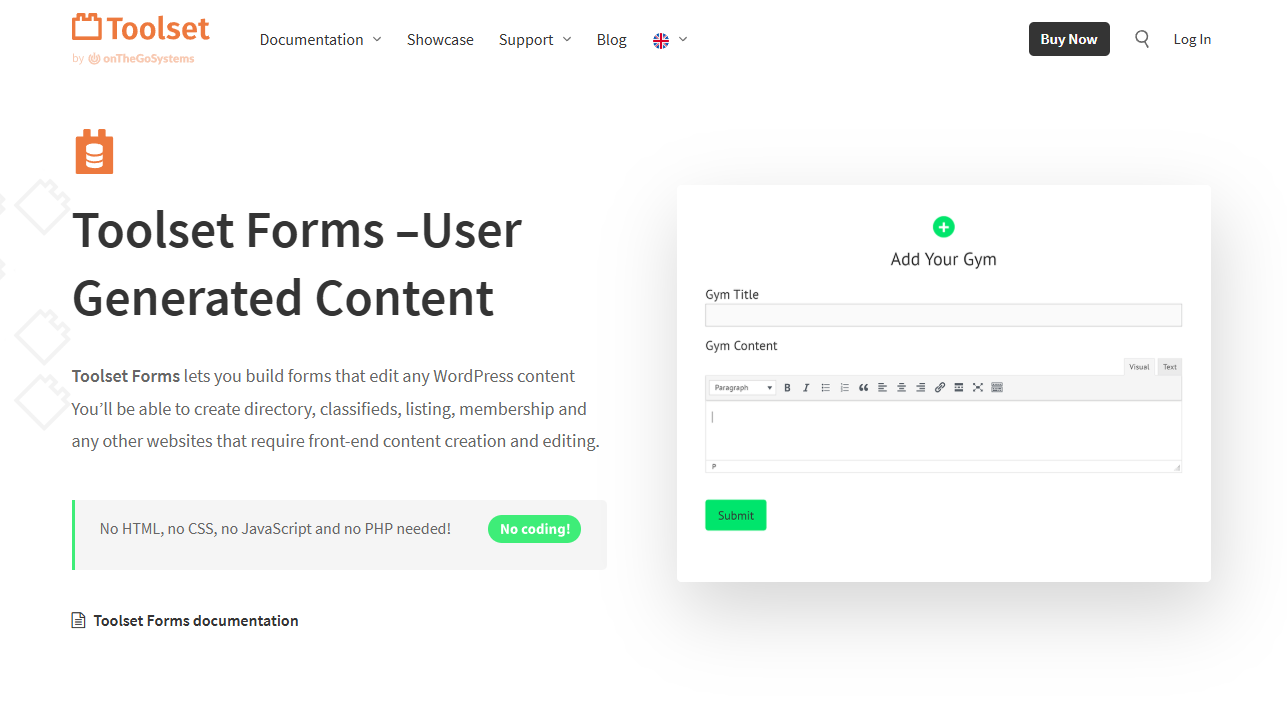 Toolset
by onTheGoSystems
Documentation
Showcase
Support
Blog
Buy Now
Log In
Toolset Forms –User
Generated Content
Toolset Forms lets you build forms that edit any WordPress content
You’ll be able to create directory, classifieds, listing, membership and
any other websites that require front-end content creation and editing.
No HTML, no CSS, no JavaScript and no PHP needed!
No coding!
Toolset Forms documentation
Add Your Gym
Gym Title
Gym Content
Visual
Text
Paragraph
B
I
P
Submit